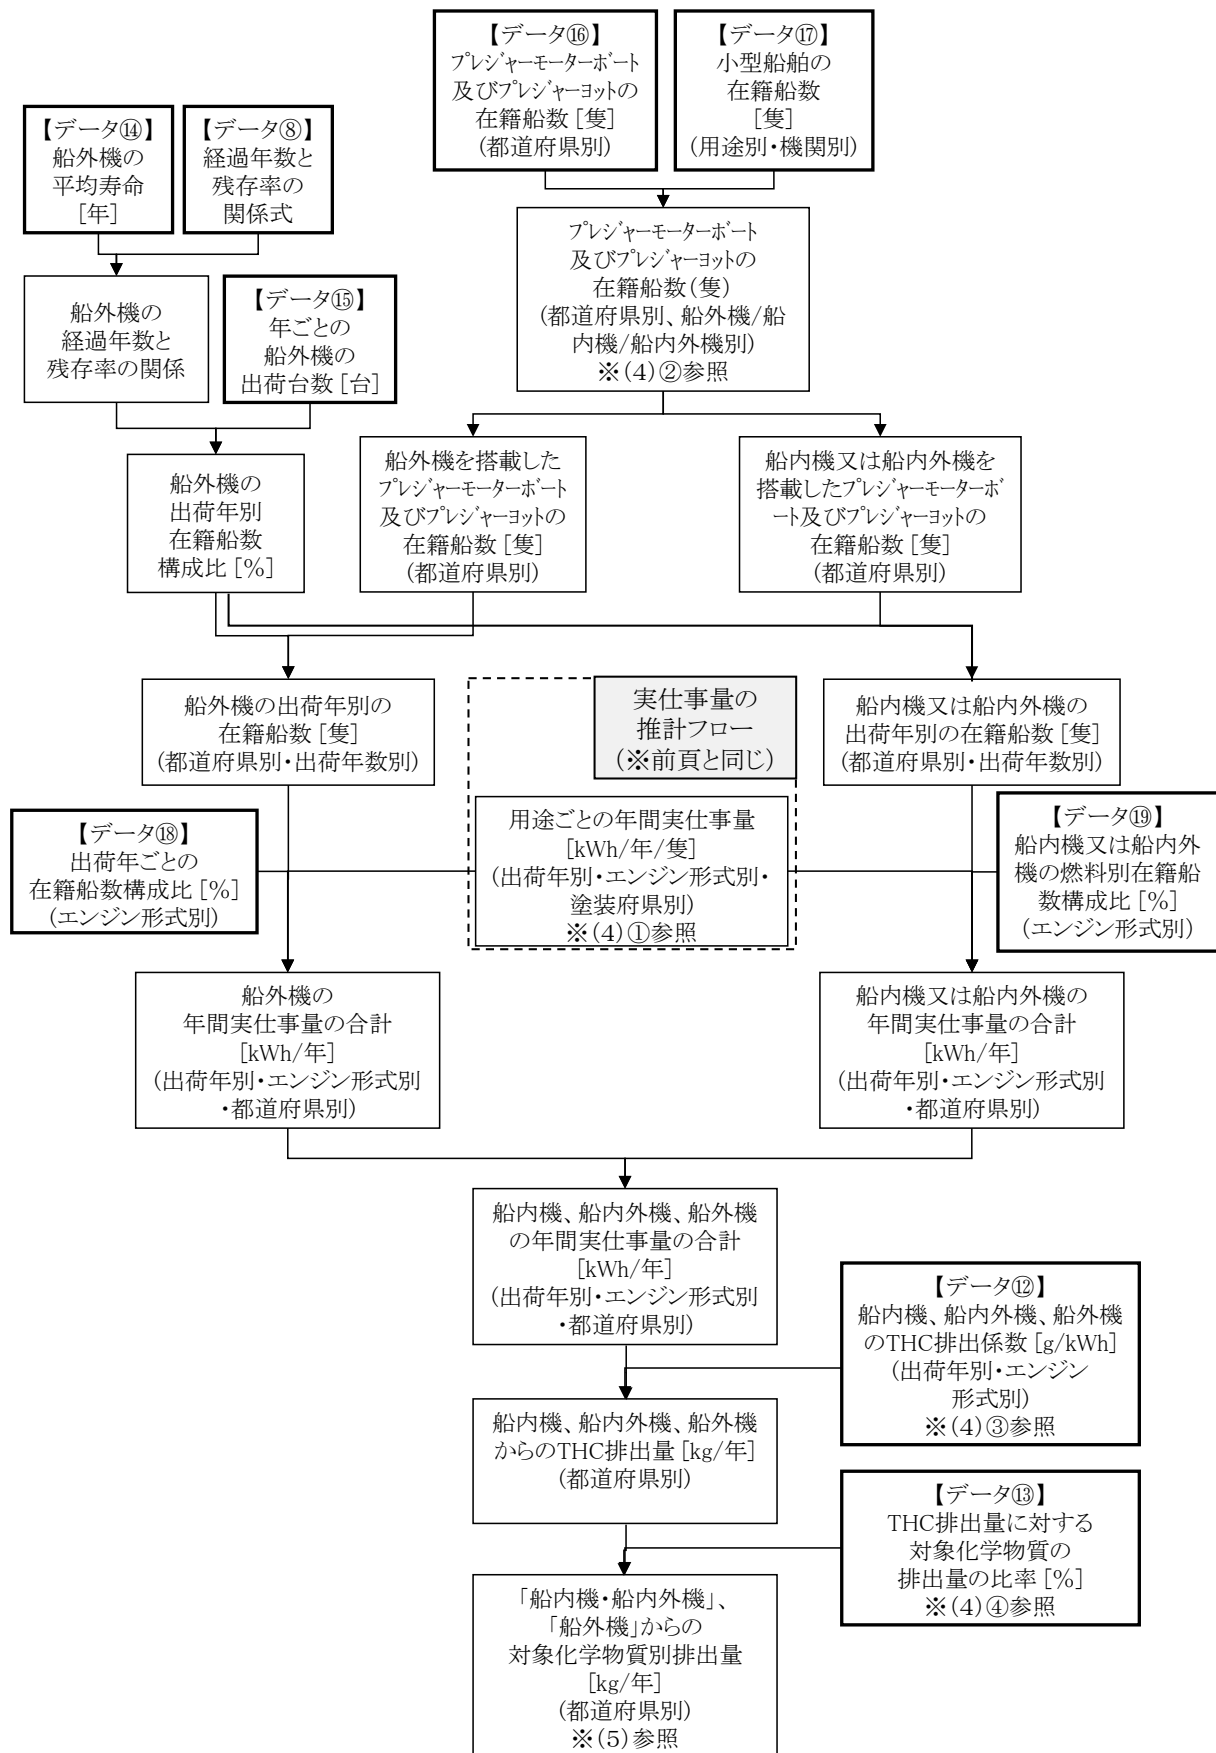 【データ⑯】
プレジャーモーターボート
及びプレジャーヨットの
在籍船数[隻]
(都道府県別)
【データ⑰】
小型船舶の
在籍船数
[隻]
(用途別・機関別)
【データ⑭】
船外機の
平均寿命
[年]
【データ⑧】
経過年数と
残存率の
関係式
プレジャーモーターボート
及びプレジャーヨットの
在籍船数(隻)
(都道府県別、船外機/船
内機/船内外機別)
※(4)②参照
船外機の
経過年数と
残存率の関係
【データ⑮】
年ごとの
船外機の
出荷台数[台]
船外機の
出荷年別
在籍船数
構成比[%]
船外機を搭載した
プレジャーモーターボート
及びプレジャーヨットの
在籍船数[隻]
(都道府県別)
船内機又は船内外機を
搭載したプレジャーモーターボ
ート及びプレジャーヨットの
在籍船数[隻]
(都道府県別)
船外機の出荷年別の
在籍船数[隻]
(都道府県別・出荷年数別)
実仕事量の
推計フロー
(※前頁と同じ)
船内機又は船内外機の
出荷年別の在籍船数[隻]
(都道府県別・出荷年数別)
【データ⑱】
出荷年ごとの
在籍船数構成比[%]
(エンジン形式別)
用途ごとの年間実仕事量
[kWh/年/隻]
(出荷年別・エンジン形式別・
塗装府県別)
※(4)①参照
【データ⑲】
船内機又は船内外
機の燃料別在籍船
数構成比[%]
(エンジン形式別)
船外機の
年間実仕事量の合計
[kWh/年]
(出荷年別・エンジン形式別
・都道府県別)
船内機又は船内外機の
年間実仕事量の合計
[kWh/年]
(出荷年別・エンジン形式別
・都道府県別)
船内機、船内外機、船外機
の年間実仕事量の合計
[kWh/年]
(出荷年別・エンジン形式別
・都道府県別)
【データ⑫】
船内機、船内外機、船外機
のTHC排出係数[g/kWh]
(出荷年別・エンジン
形式別)
※(4)③参照
船内機、船内外機、船外機
からのTHC排出量[kg/年]
(都道府県別)
【データ⑬】
THC排出量に対する
対象化学物質の
排出量の比率[%]
※(4)④参照
「船内機・船内外機」、
「船外機」からの
対象化学物質別排出量
[kg/年]
(都道府県別)
※(5)参照